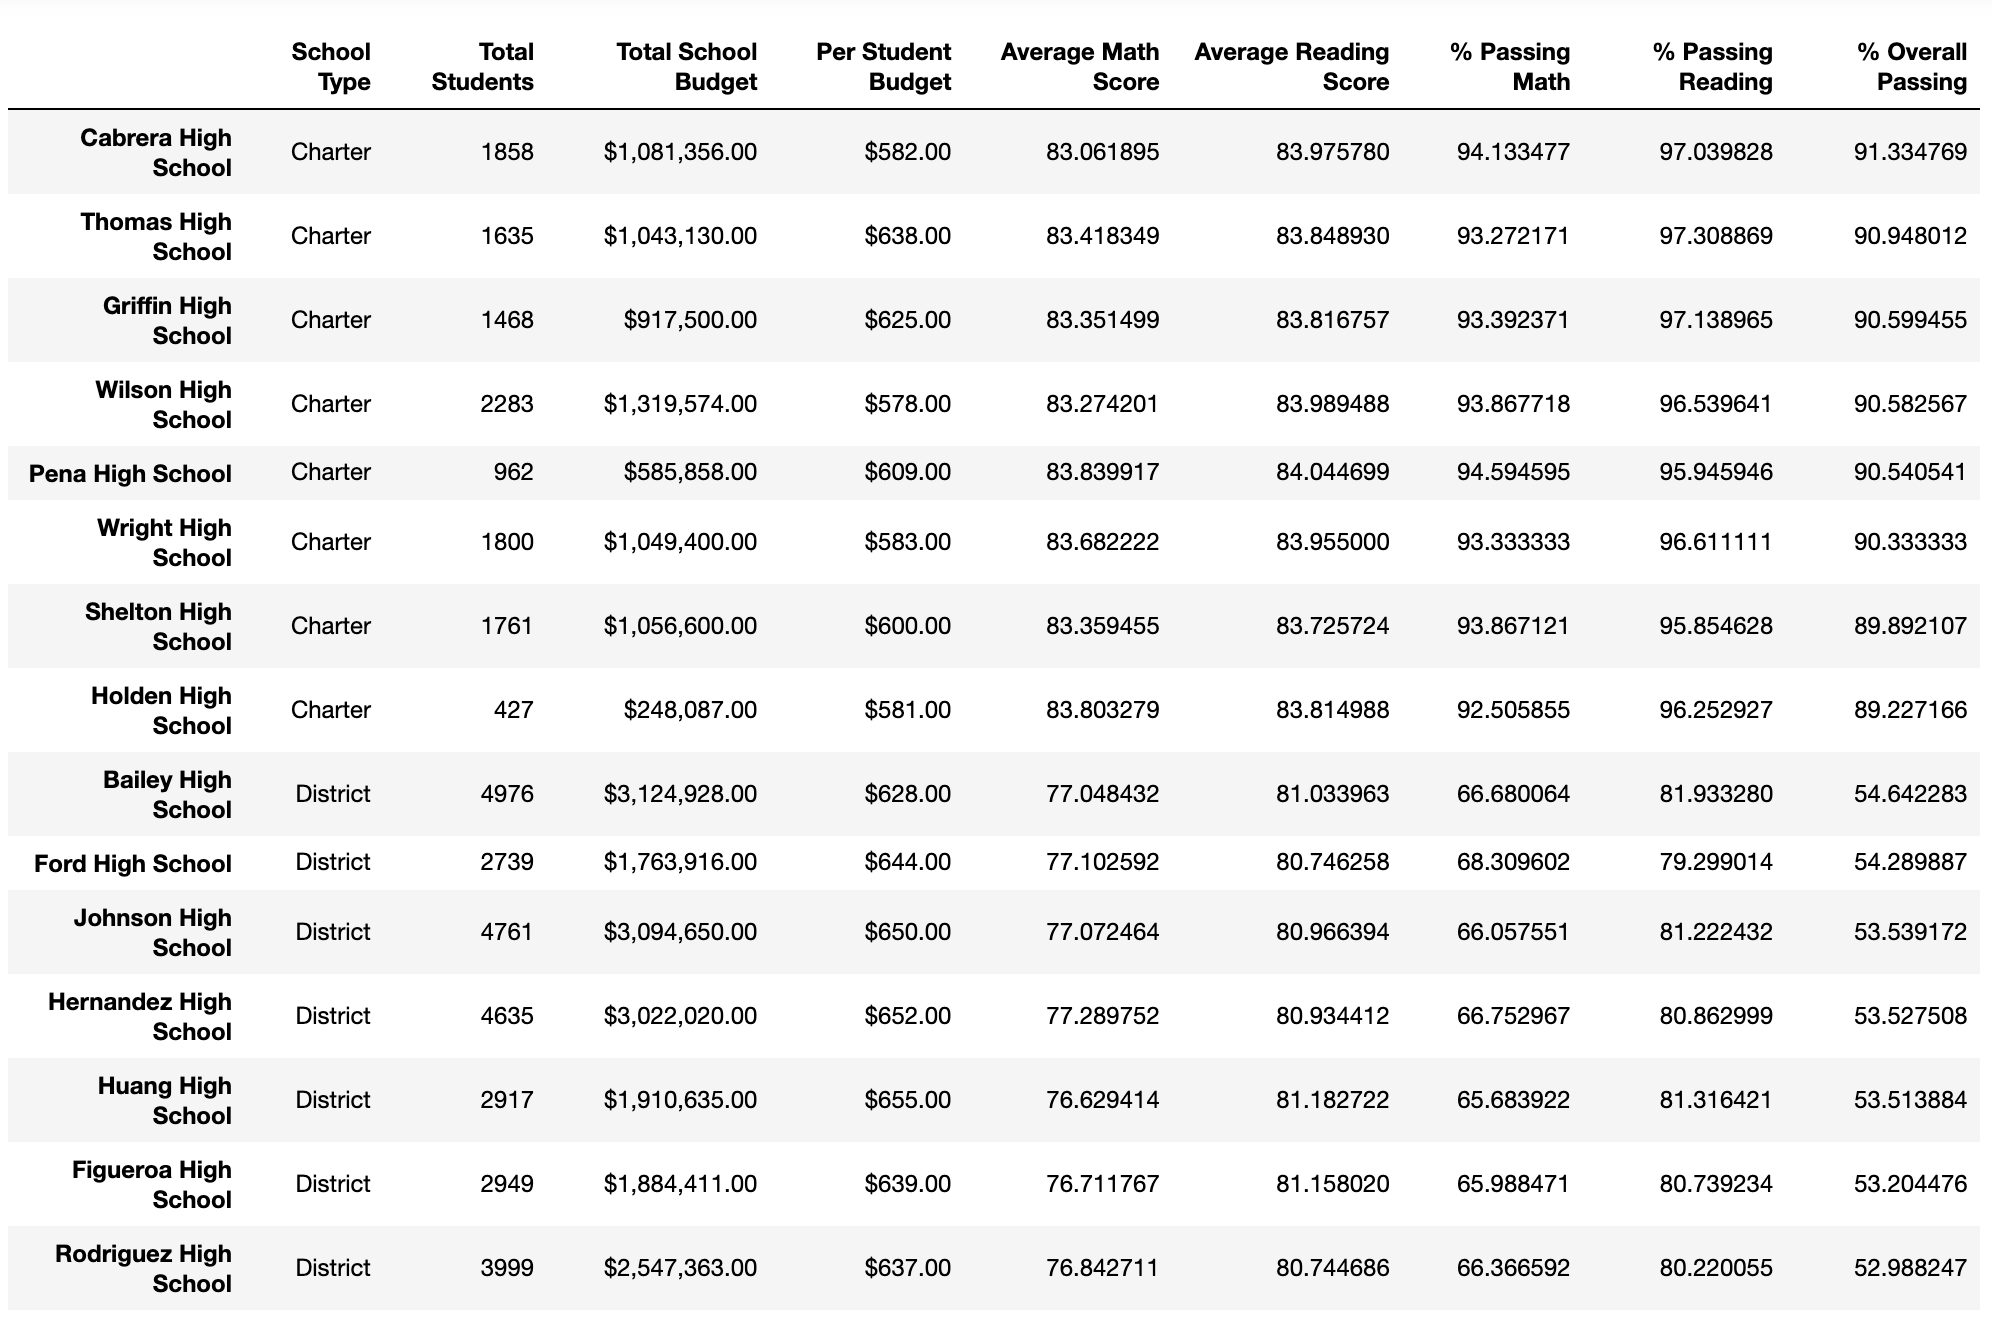 School Type Total Students Total School Budget Per Student Budget Average Math Score Average Reading Score % Passing Math % Passing Reading % Overall Passing
Cabrera High School Charter 1858 $1,081,356.00 $582.00 83.061895 83.975780 94.133477 97.039828 91.334769
Thomas High School Charter 1635 $1,043,130.00 $638.00 83.418349 83.848930 93.272171 97.308869 90.948012
Griffin High School Charter 1468 $917,500.00 $625.00 83.351499 83.816757 93.392371 97.138965 90.599455
Wilson High School Charter 2283 $1,319,574.00 $578.00 83.274201 83.989488 93.867718 96.539641 90.582567
Pena High School Charter 962 $585,858.00 $609.00 83.839917 84.044699 94.594595 95.945946 90.540541
Wright High School Charter 1800 $1,049,400.00 $583.00 83.682222 83.955000 93.333333 96.611111 90.333333
Shelton High School Charter 1761 $1,056,600.00 $600.00 83.359455 83.725724 93.867121 95.854628 89.892107
Holden High School Charter 427 $248,087.00 $581.00 83.803279 83.814988 92.505855 96.252927 89.227166
Bailey High School District 4976 $3,124,928.00 $628.00 77.048432 81.033963 66.680064 81.933280 54.642283
Ford High School District 2739 $1,763,916.00 $644.00 77.102592 80.746258 68.309602 79.299014 54.289887
Johnson High School District 4761 $3,094,650.00 $650.00 77.072464 80.966394 66.057551 81.222432 53.539172
Hernandez High School District 4635 $3,022,020.00 $652.00 77.289752 80.934412 66.752967 80.862999 53.527508
Huang High School District 2917 $1,910,635.00 $655.00 76.629414 81.182722 65.683922 81.316421 53.513884
Figueroa High School District 2949 $1,884,411.00 $639.00 76.711767 81.158020 65.988471 80.739234 53.204476
Rodriguez High School District 3999 $2,547,363.00 $637.00 76.842711 80.744686 66.366592 80.220055 52.988247